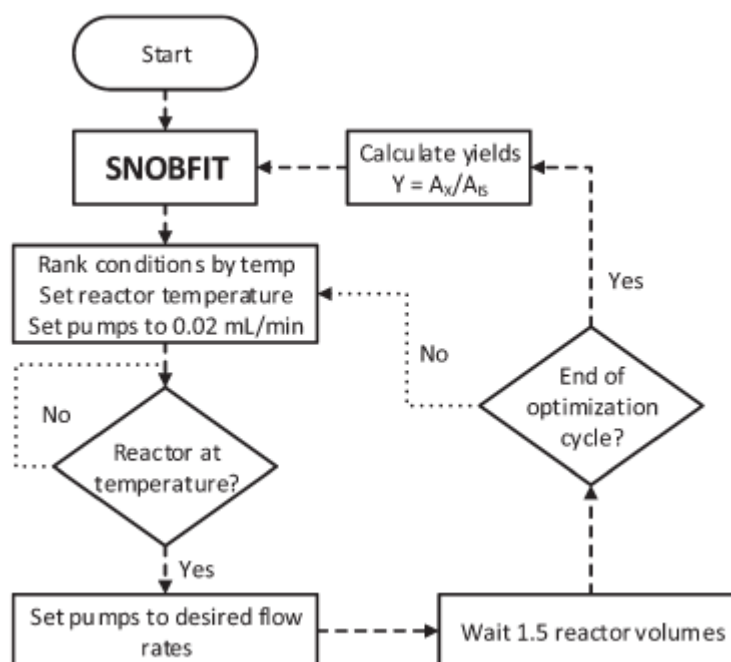 Start
SNOBFIT
Calculate yields
Y = Aₓ/Aᵢₛ
Rank conditions by temp
Set reactor temperature
Set pumps to 0.02 mL/min
Yes
No
End of
optimization
cycle?
No
Reactor at
temperature?
Yes
Set pumps to desired flow
rates
Wait 1.5 reactor volumes